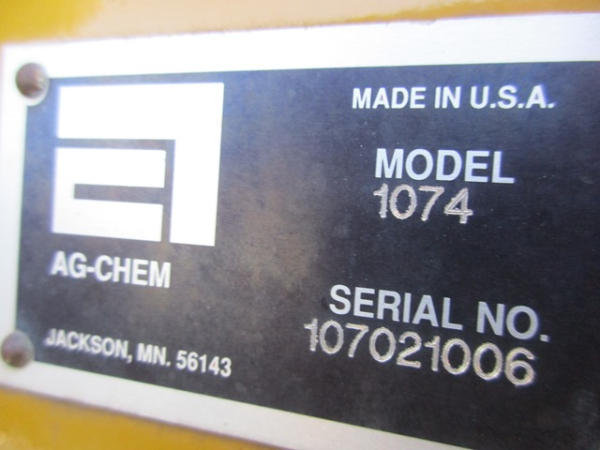 MADE IN U.S.A.
MODEL
1074
AG-CHEM
SERIAL NO.
107021006
JACKSON, MN. 56143